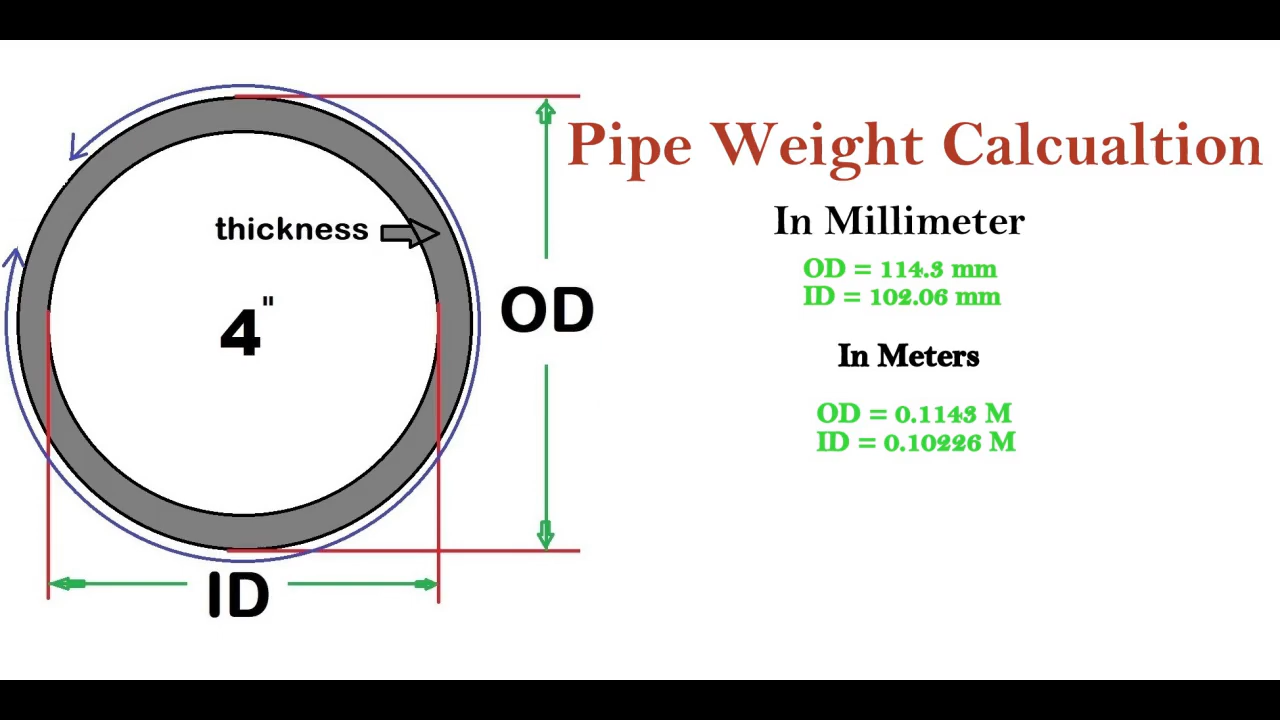 Pipe Weight Calcualtion
In Millimeter
OD = 114.3 mm
ID = 102.06 mm
In Meters
OD = 0.1143 M
ID = 0.10226 M
thickness
4"
OD
ID